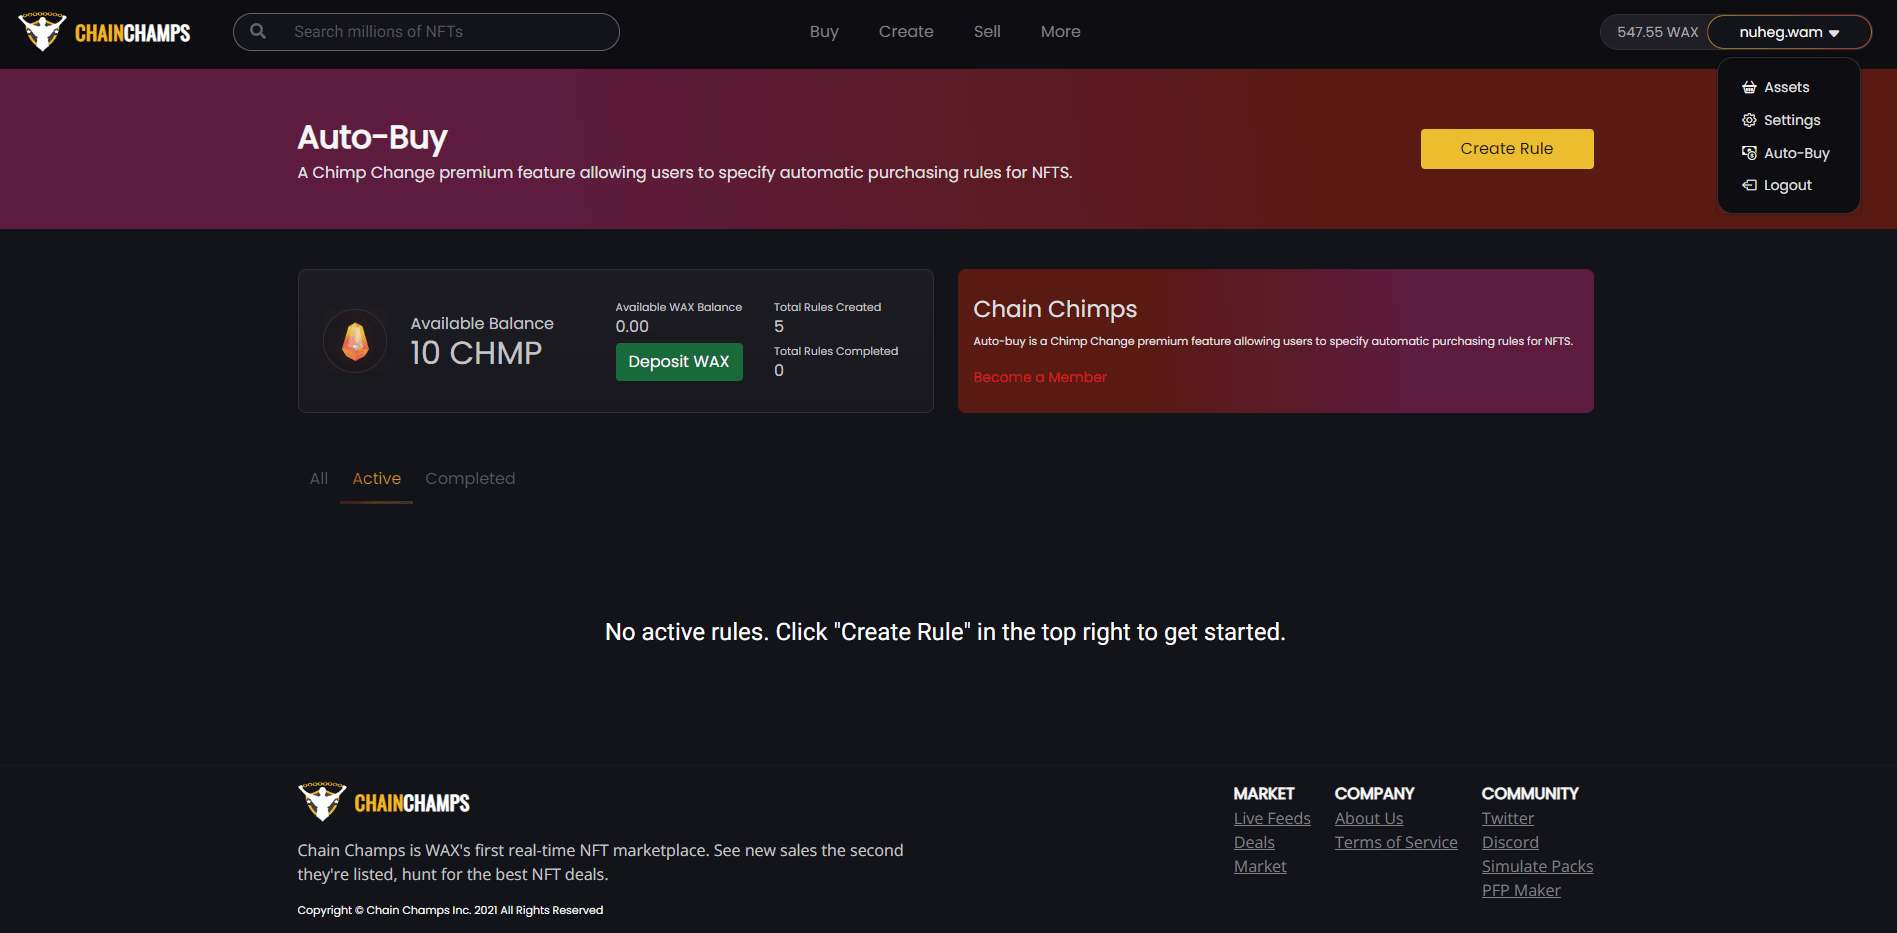 CHAINCHAMPS
Search millions of NFTs
Buy
Create
Sell
More
547.55 WAX
nuheg.wam
Assets
Settings
Auto-Buy
Logout
Auto-Buy
A Chimp Change premium feature allowing users to specify automatic purchasing rules for NFTS.
Create Rule
Available Balance
10 CHMP
Available WAX Balance
0.00
Deposit WAX
Total Rules Created
5
Total Rules Completed
0
Chain Chimps
Auto-buy is a Chimp Change premium feature allowing users to specify automatic purchasing rules for NFTS.
Become a Member
All
Active
Completed
No active rules. Click "Create Rule" in the top right to get started.
CHAINCHAMPS
Chain Champs is WAX's first real-time NFT marketplace. See new sales the second
they're listed, hunt for the best NFT deals.
Copyright © Chain Champs Inc. 2021 All Rights Reserved
MARKET
Live Feeds
Deals
Market
COMPANY
About Us
Terms of Service
COMMUNITY
Twitter
Discord
Simulate Packs
PFP Maker